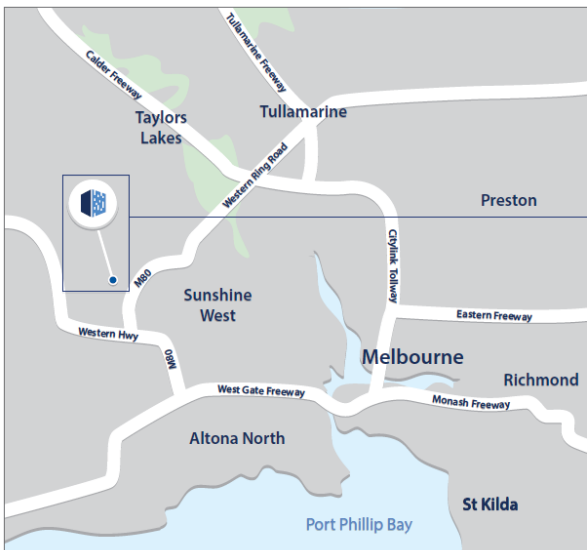 Calder Freeway
Tullamarine Freeway
Taylors
Lakes
Tullamarine
Western Ring Road
Preston
Citylink Tollway
M80
Sunshine
West
Western Hwy
M80
Eastern Freeway
Melbourne
Richmond
West Gate Freeway
Monash Freeway
Altona North
St Kilda
Port Phillip Bay